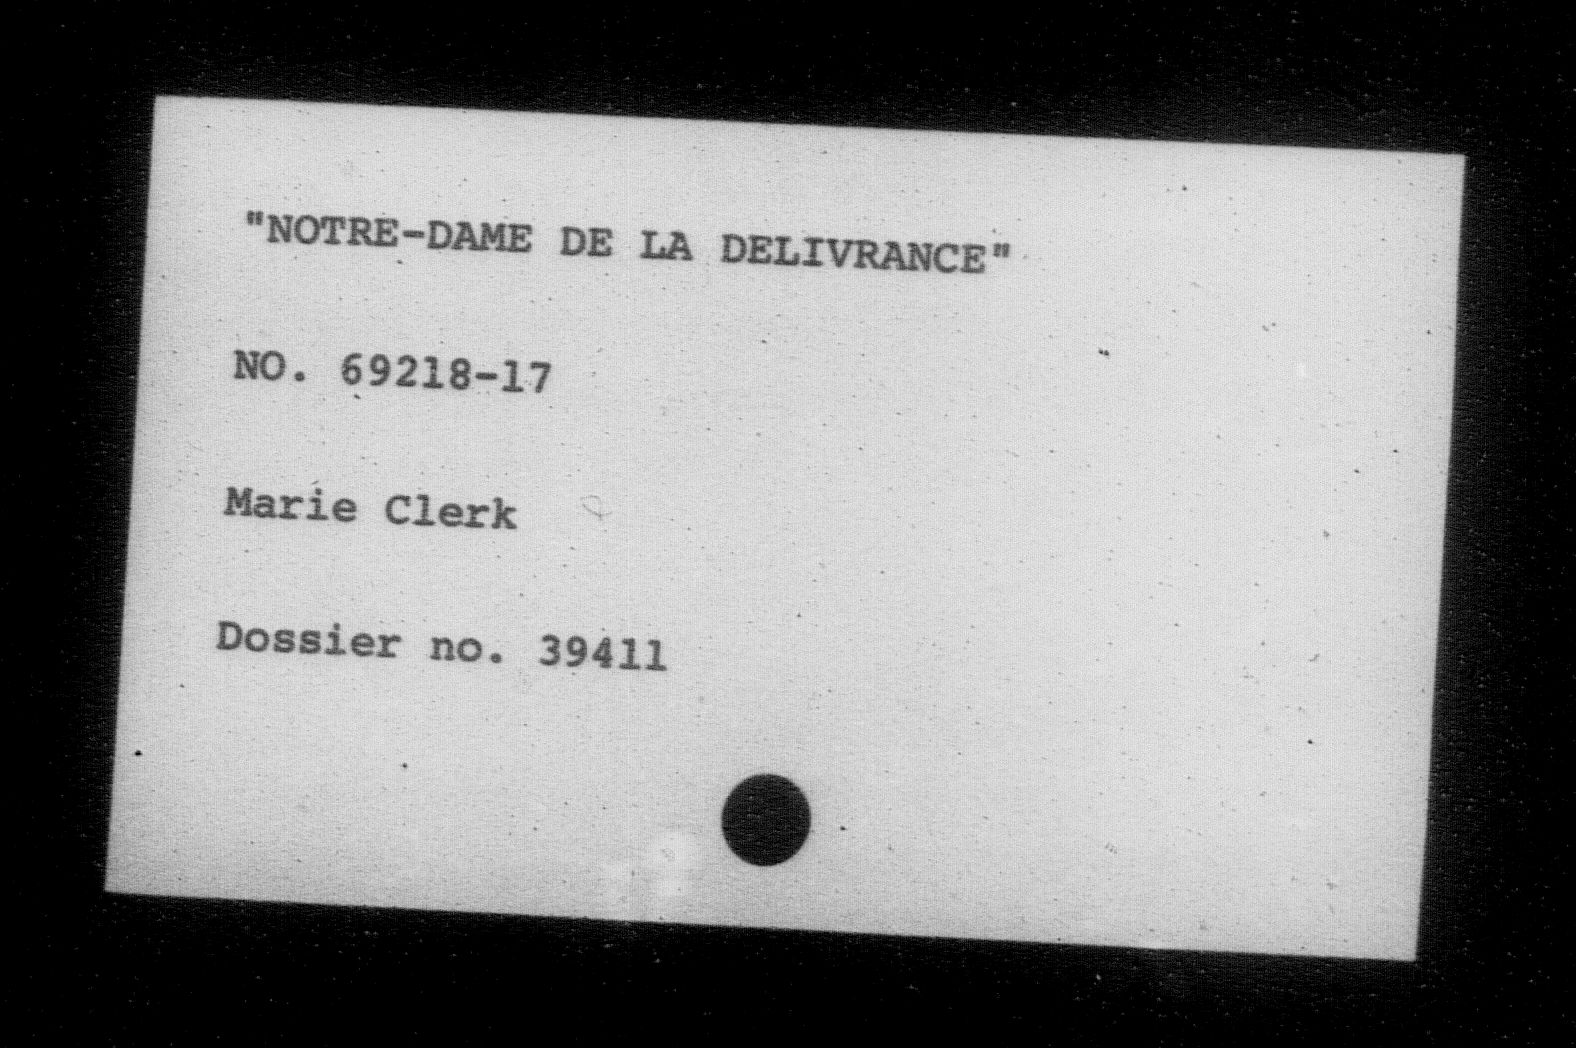 "NOTRE-DAME DE LA DELIVRANCE"
NO. 69218-17
Marie Clerk
Dossier no. 39411